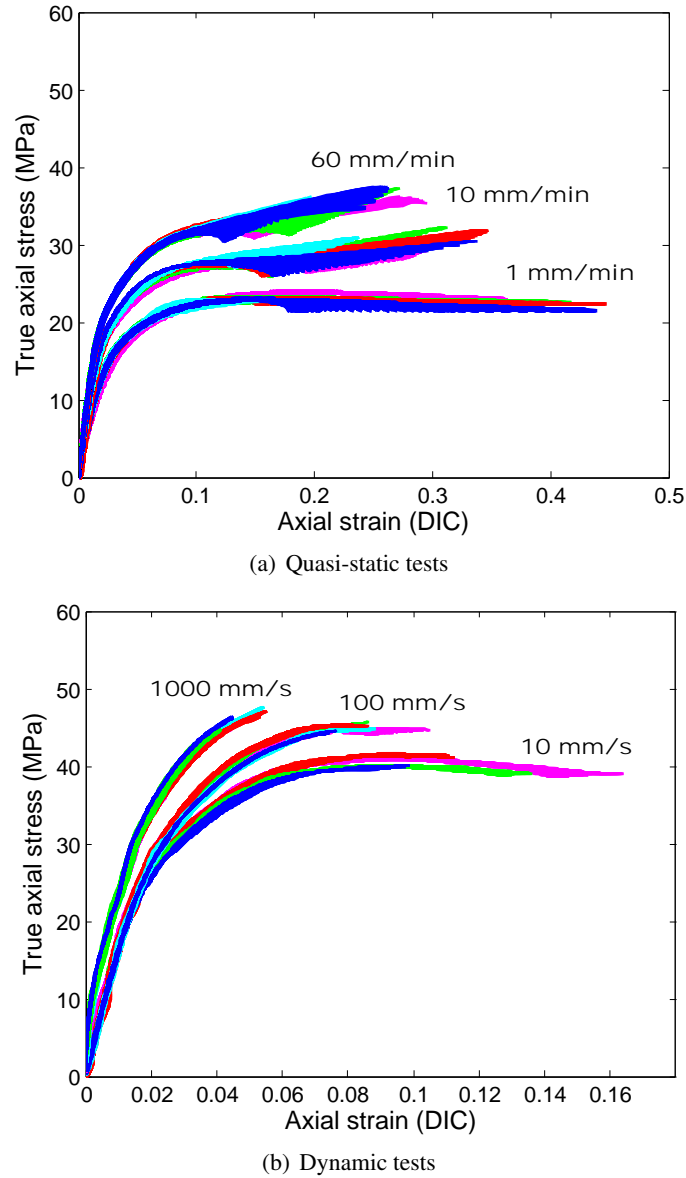 60
50
40
30
20
10
0
True axial stress (MPa)
60 mm/min
10 mm/min
1 mm/min
0 0.1 0.2 0.3 0.4 0.5
Axial strain (DIC)
(a) Quasi-static tests
60
50
40
30
20
10
0
True axial stress (MPa)
1000 mm/s
100 mm/s
10 mm/s
0 0.02 0.04 0.06 0.08 0.1 0.12 0.14 0.16
Axial strain (DIC)
(b) Dynamic tests